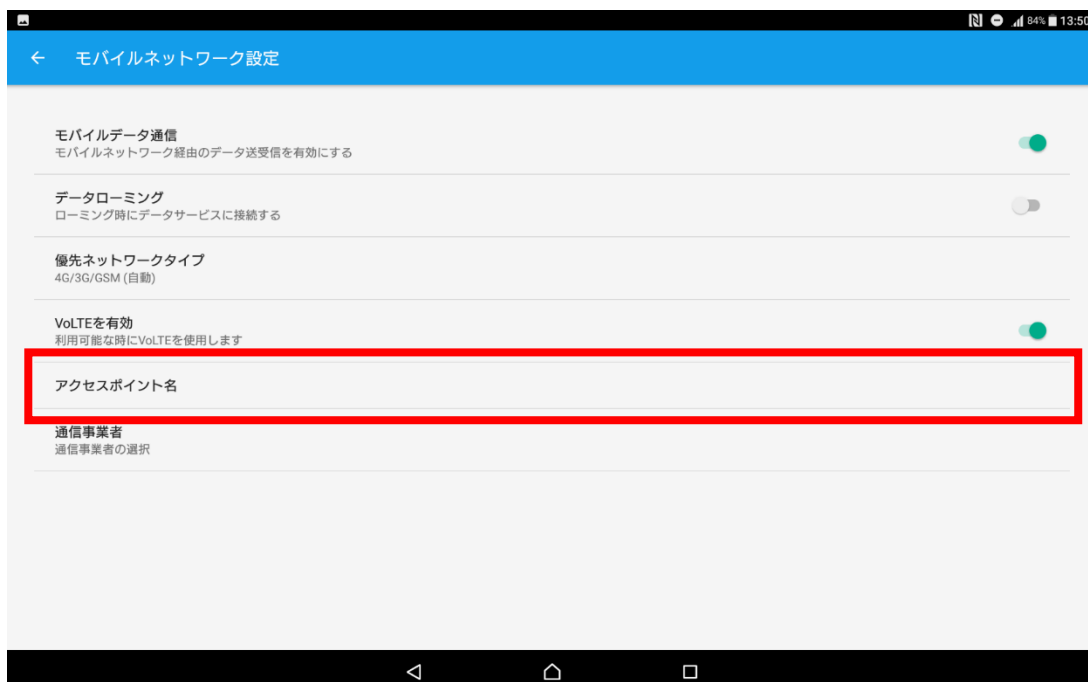 84% 13:50
モバイルネットワーク設定
モバイルデータ通信
モバイルネットワーク経由のデータ送受信を有効にする
データローミング
ローミング時にデータサービスに接続する
優先ネットワークタイプ
4G/3G/GSM (自動)
VoLTEを有効
利用可能な時にVoLTEを使用します
アクセスポイント名
通信事業者
通信事業者の選択